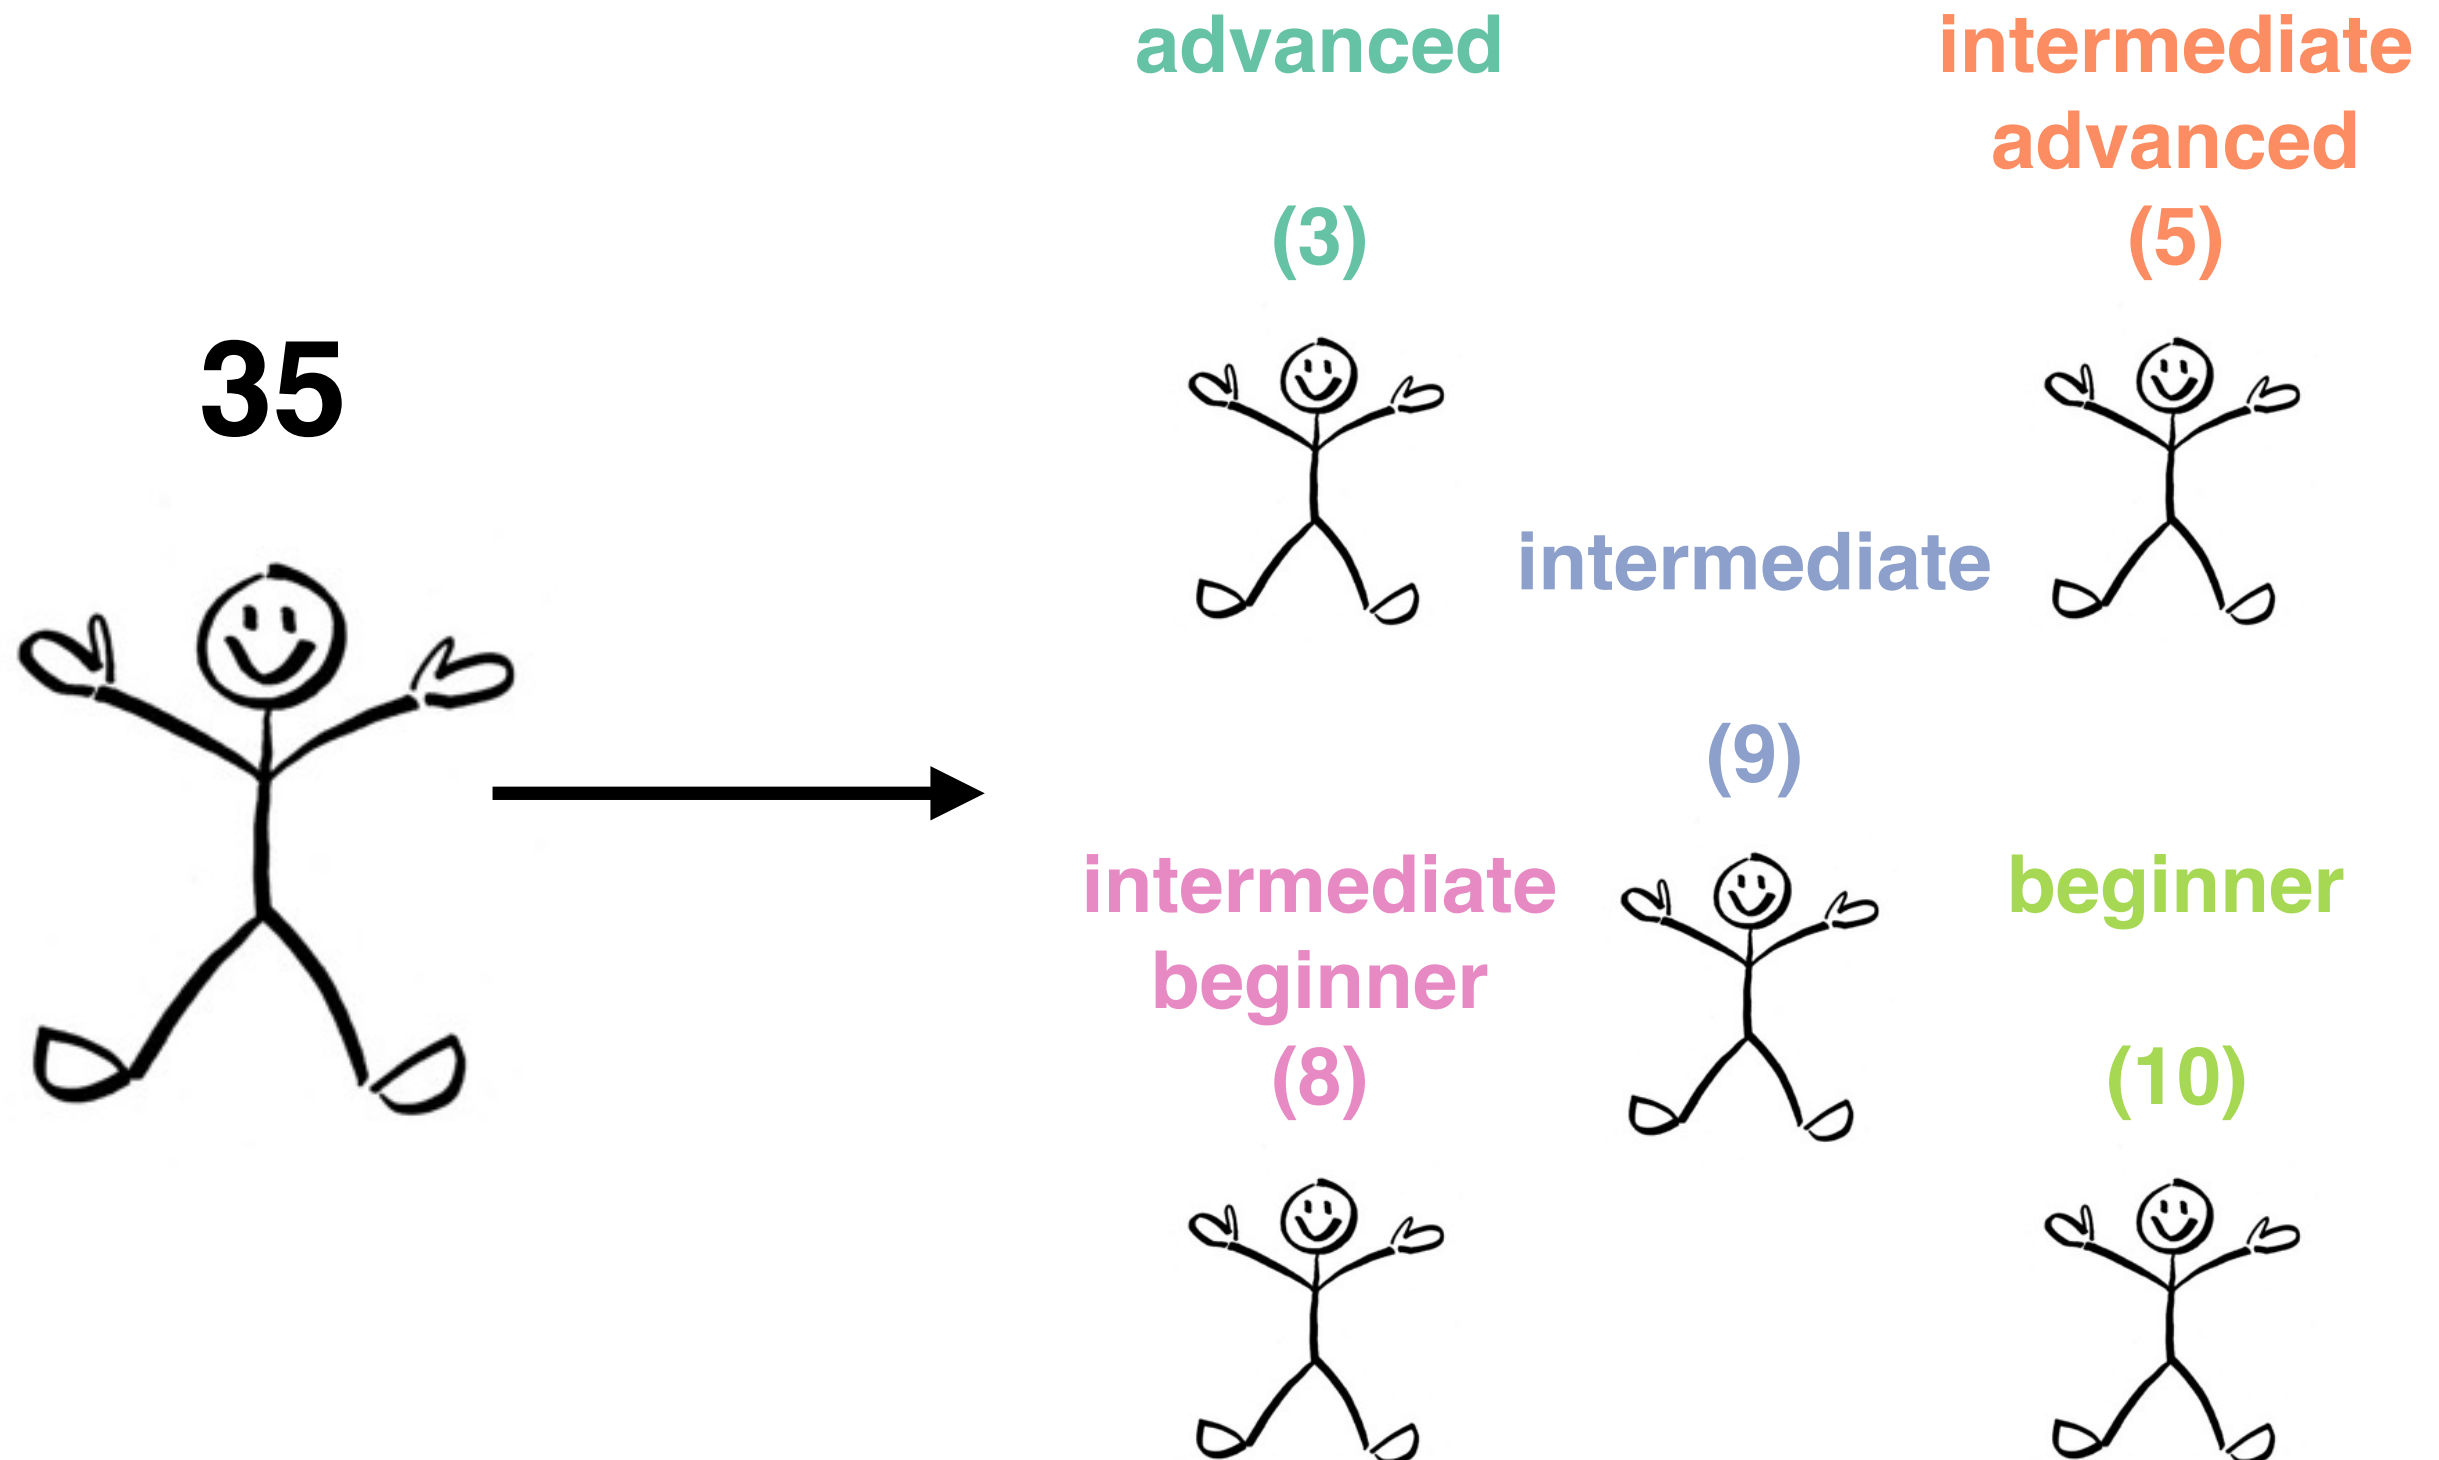 35
advanced
(3)
intermediate
advanced
(5)
intermediate
(9)
intermediate
beginner
(8)
beginner
(10)